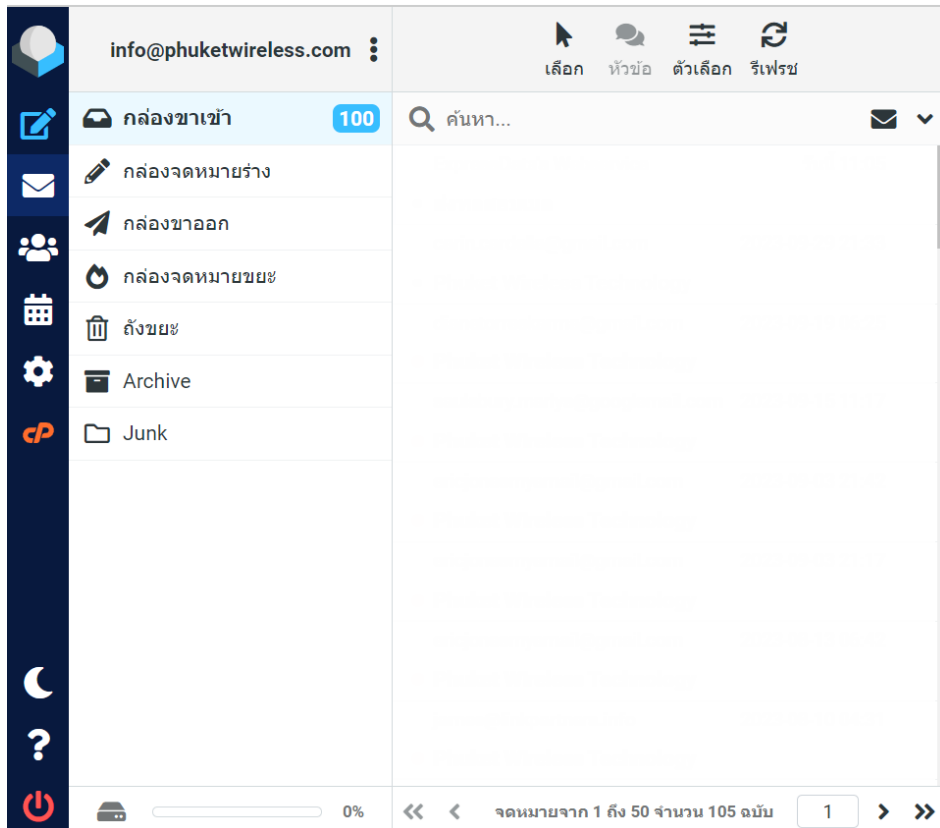 info@phuketwireless.com
เลือก หัวข้อ ตัวเลือก รีเฟรช
กล่องขาเข้า 100
ค้นหา...
กล่องจดหมายร่าง
กล่องขาออก
กล่องจดหมายขยะ
ถังขยะ
Archive
cP
Junk
?
0%
จดหมายจาก 1 ถึง 50 จำนวน 105 ฉบับ 1